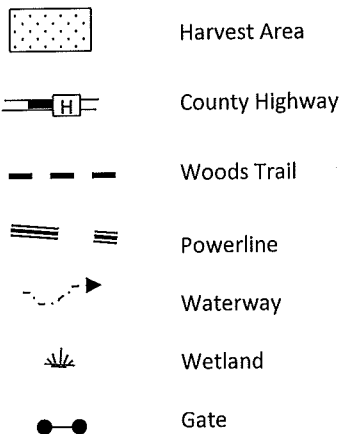 Harvest Area
H County Highway
Woods Trail
Powerline
Waterway
Wetland
Gate